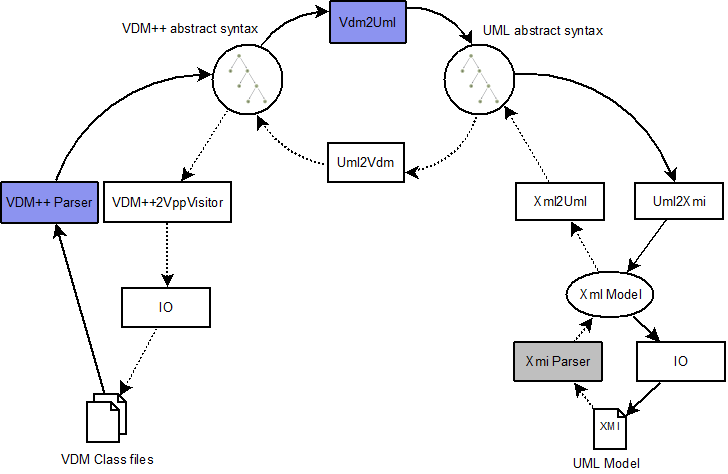 Vdm2Uml
VDM++ abstract syntax
UML abstract syntax
Uml2Vdm
VDM++ Parser
VDM++2VppVisitor
Xml2Uml
Uml2Xmi
IO
Xml Model
Xmi Parser
IO
XMI
VDM Class files
UML Model